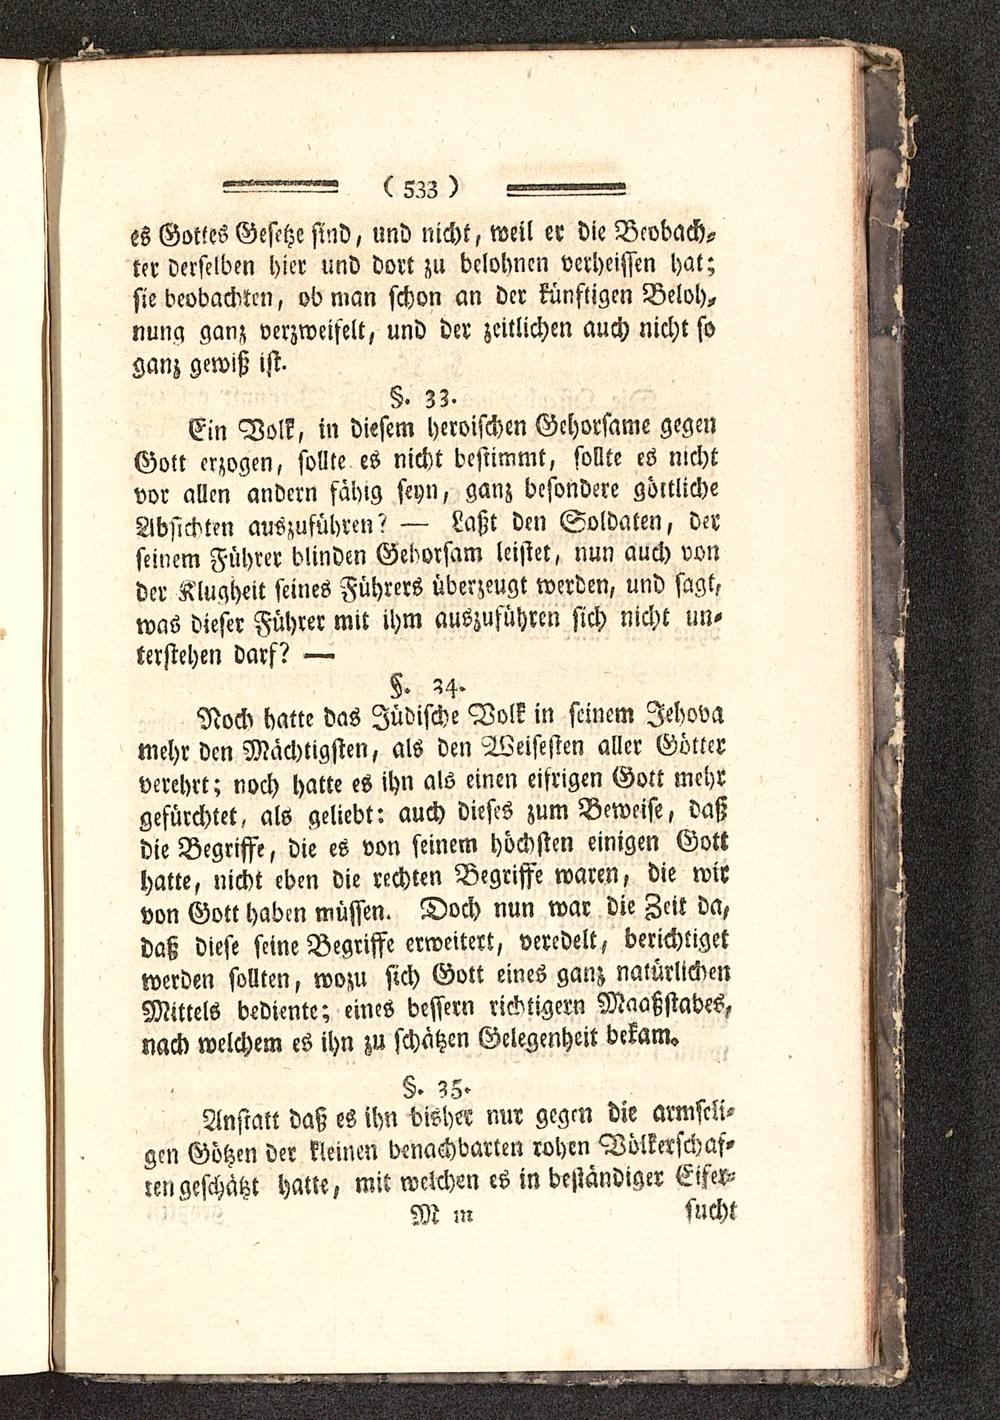 ( 533 )
es Gottes Gesetze sind, und nicht, weil er die Beobach-
ter derselben hier und dort zu belohnen verheissen hat;
sie beobachten, ob man schon an der künftigen Beloh-
nung ganz verzweifelt, und der zeitlichen auch nicht so
ganz gewiß ist.
§. 33.
Ein Volk, in diesem heroischen Gehorsame gegen
Gott erzogen, sollte es nicht bestimmt, sollte es nicht
vor allen andern fähig seyn, ganz besondere göttliche
Absichten auszuführen? — Laßt den Soldaten, der
seinem Führer blinden Gehorsam leistet, nun auch von
der Klugheit seines Führers überzeugt werden, und sagt,
was dieser Führer mit ihm auszuführen sich nicht un-
terstehen darf? —
§. 34.
Noch hatte das Jüdische Volk in seinem Jehova
mehr den Mächtigsten, als den Weisesten aller Götter
verehrt; noch hatte es ihn als einen eifrigen Gott mehr
gefürchtet, als geliebt: auch dieses zum Beweise, daß
die Begriffe, die es von seinem höchsten einigen Gott
hatte, nicht eben die rechten Begriffe waren, die wir
von Gott haben müssen. Doch nun war die Zeit da,
daß diese seine Begriffe erweitert, veredelt, berichtiget
werden sollten, wozu sich Gott eines ganz natürlichen
Mittels bediente; eines bessern richtigern Maaßstabes,
nach welchem es ihn zu schätzen Gelegenheit bekam.
§. 35.
Anstatt daß es ihn bisher nur gegen die armseli-
gen Götzen der kleinen benachbarten rohen Völkerschaf-
ten geschätzt hatte, mit welchen es in beständiger Eifer-
M m sucht